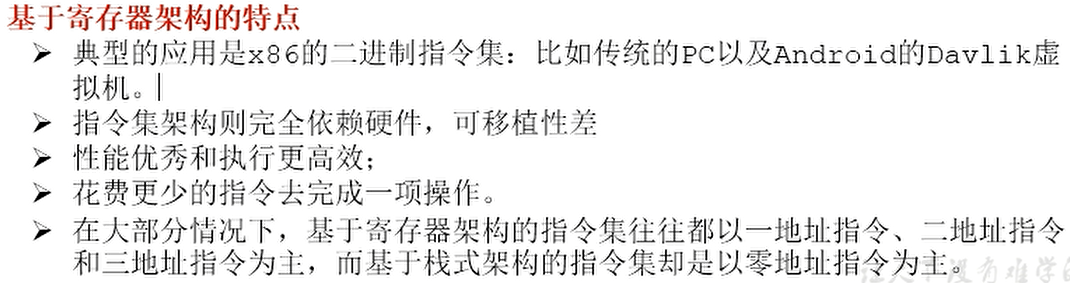 基于寄存器架构的特点
➢ 典型的应用是x86的二进制指令集：比如传统的PC以及Android的Davlik虚
拟机。
➢ 指令集架构则完全依赖硬件，可移植性差
➢ 性能优秀和执行更高效；
➢ 花费更少的指令去完成一项操作。
➢ 在大部分情况下，基于寄存器架构的指令集往往都以一地址指令、二地址指令
和三地址指令为主，而基于栈式架构的指令集却是以零地址指令为主。
没有难学的